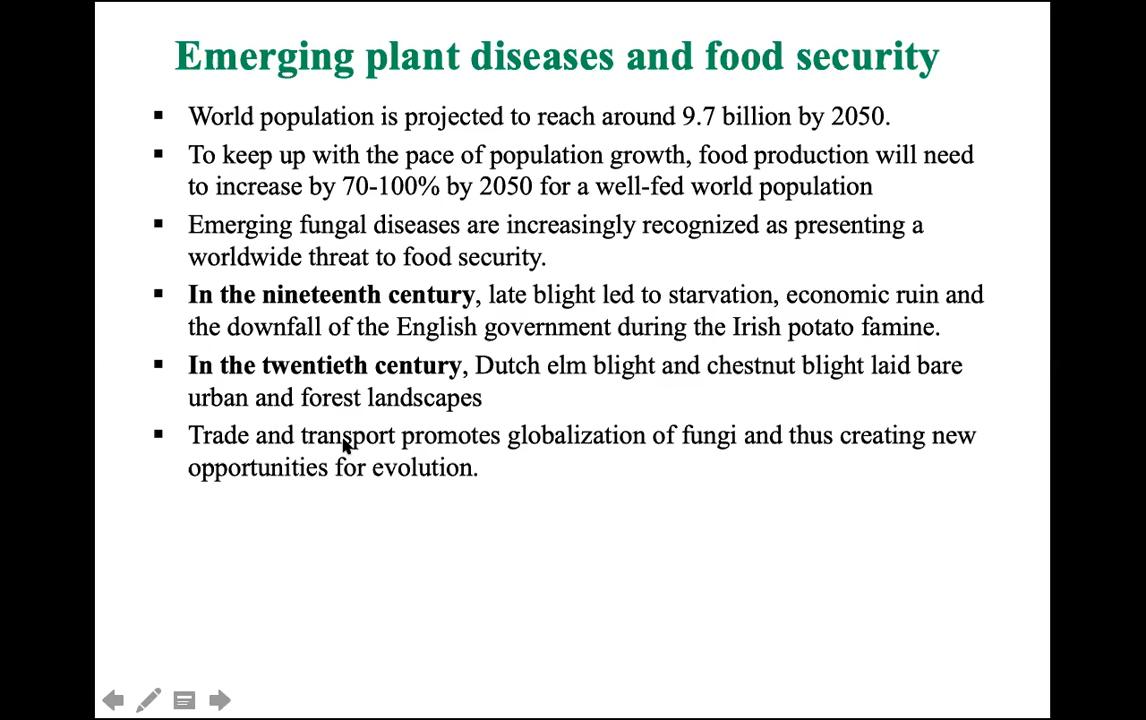 Emerging plant diseases and food security
▪ World population is projected to reach around 9.7 billion by 2050.
▪ To keep up with the pace of population growth, food production will need
to increase by 70-100% by 2050 for a well-fed world population
▪ Emerging fungal diseases are increasingly recognized as presenting a
worldwide threat to food security.
▪ In the nineteenth century, late blight led to starvation, economic ruin and
the downfall of the English government during the Irish potato famine.
▪ In the twentieth century, Dutch elm blight and chestnut blight laid bare
urban and forest landscapes
▪ Trade and transport promotes globalization of fungi and thus creating new
opportunities for evolution.